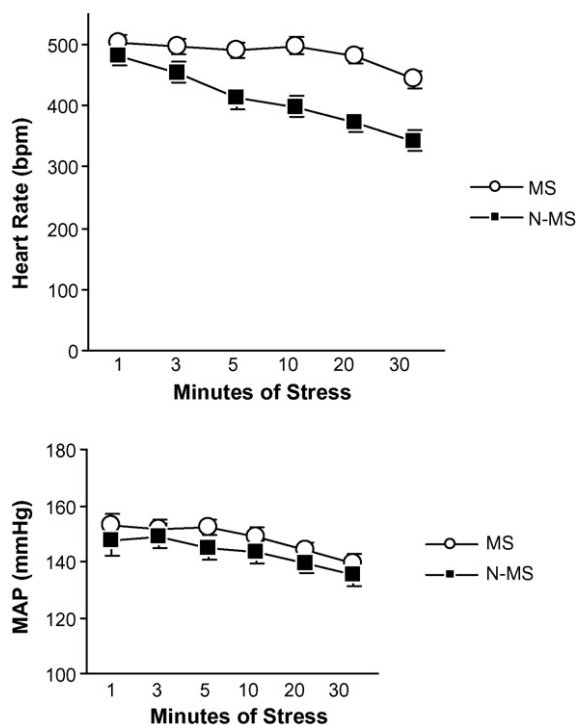 500
400
300
200
100
0
Heart Rate (bpm)
1 3 5 10 20 30
Minutes of Stress
MS
N-MS
180
160
140
120
100
MAP (mmHg)
1 3 5 10 20 30
Minutes of Stress
MS
N-MS